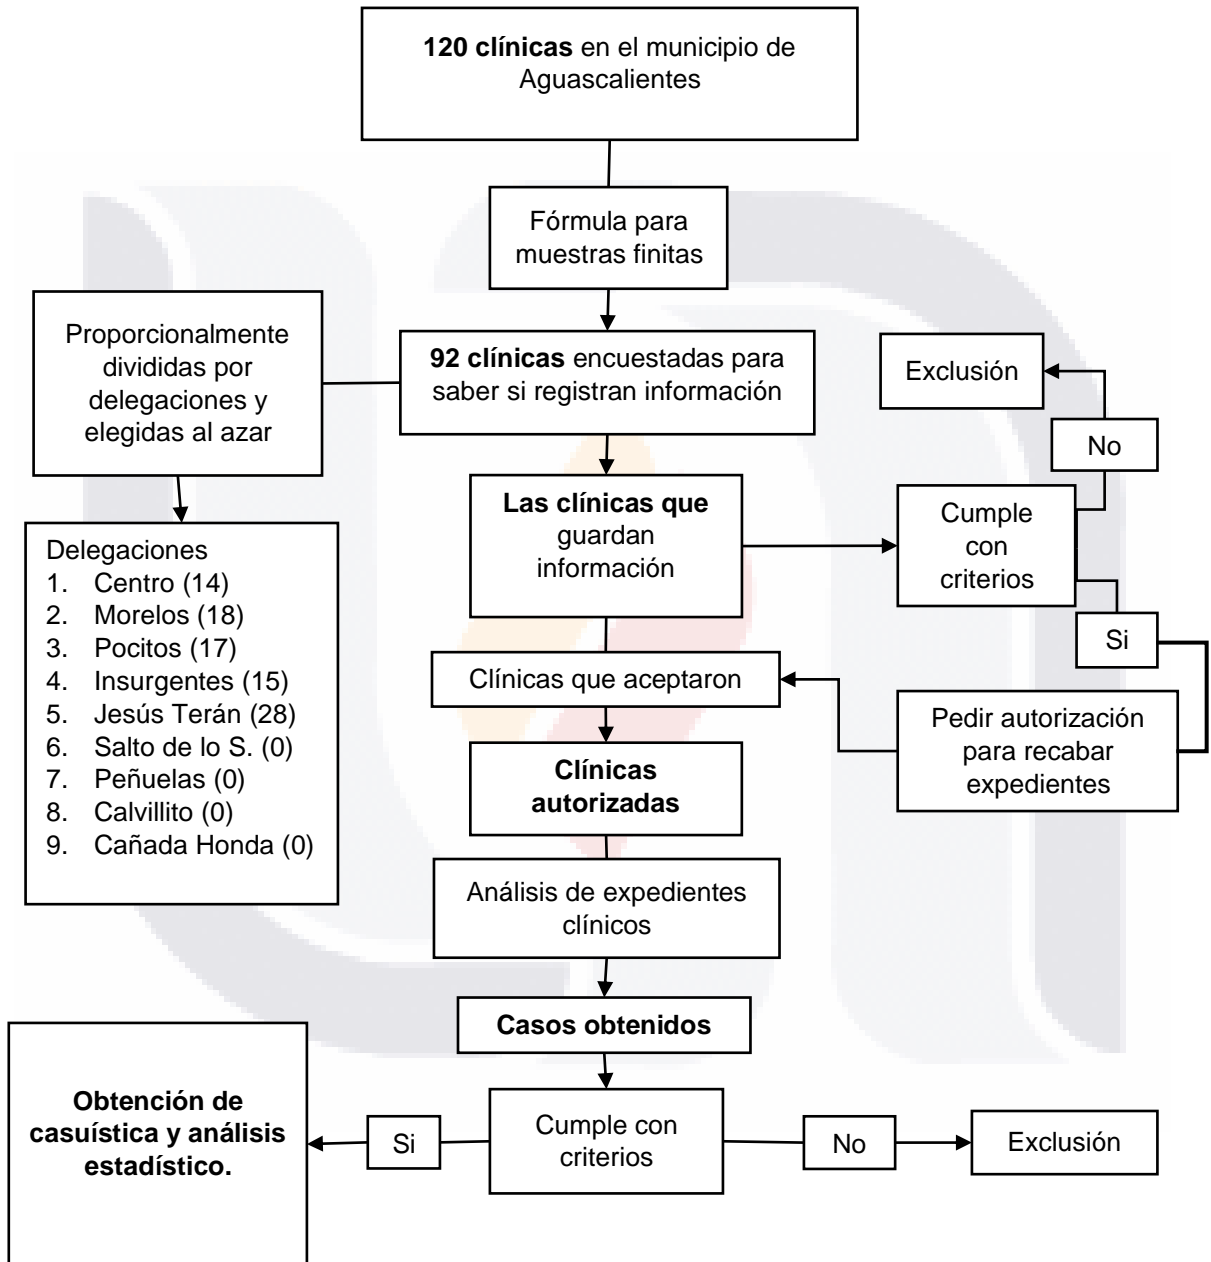 120 clínicas en el municipio de
Aguascalientes
Fórmula para
muestras finitas
Proporcionalmente
divididas por
delegaciones y
elegidas al azar
92 clínicas encuestadas para
saber si registran información
Exclusión
No
Las clínicas que
guardan
información
Cumple
con
criterios
Si
Delegaciones
1. Centro (14)
2. Morelos (18)
3. Pocitos (17)
4. Insurgentes (15)
5. Jesús Terán (28)
6. Salto de lo S. (0)
7. Peñuelas (0)
8. Calvillito (0)
9. Cañada Honda (0)
Clínicas que aceptaron
Pedir autorización
para recabar
expedientes
Clínicas
autorizadas
Análisis de expedientes
clínicos
Casos obtenidos
Obtención de
casuística y análisis
estadístico.
Si
Cumple con
criterios
No
Exclusión